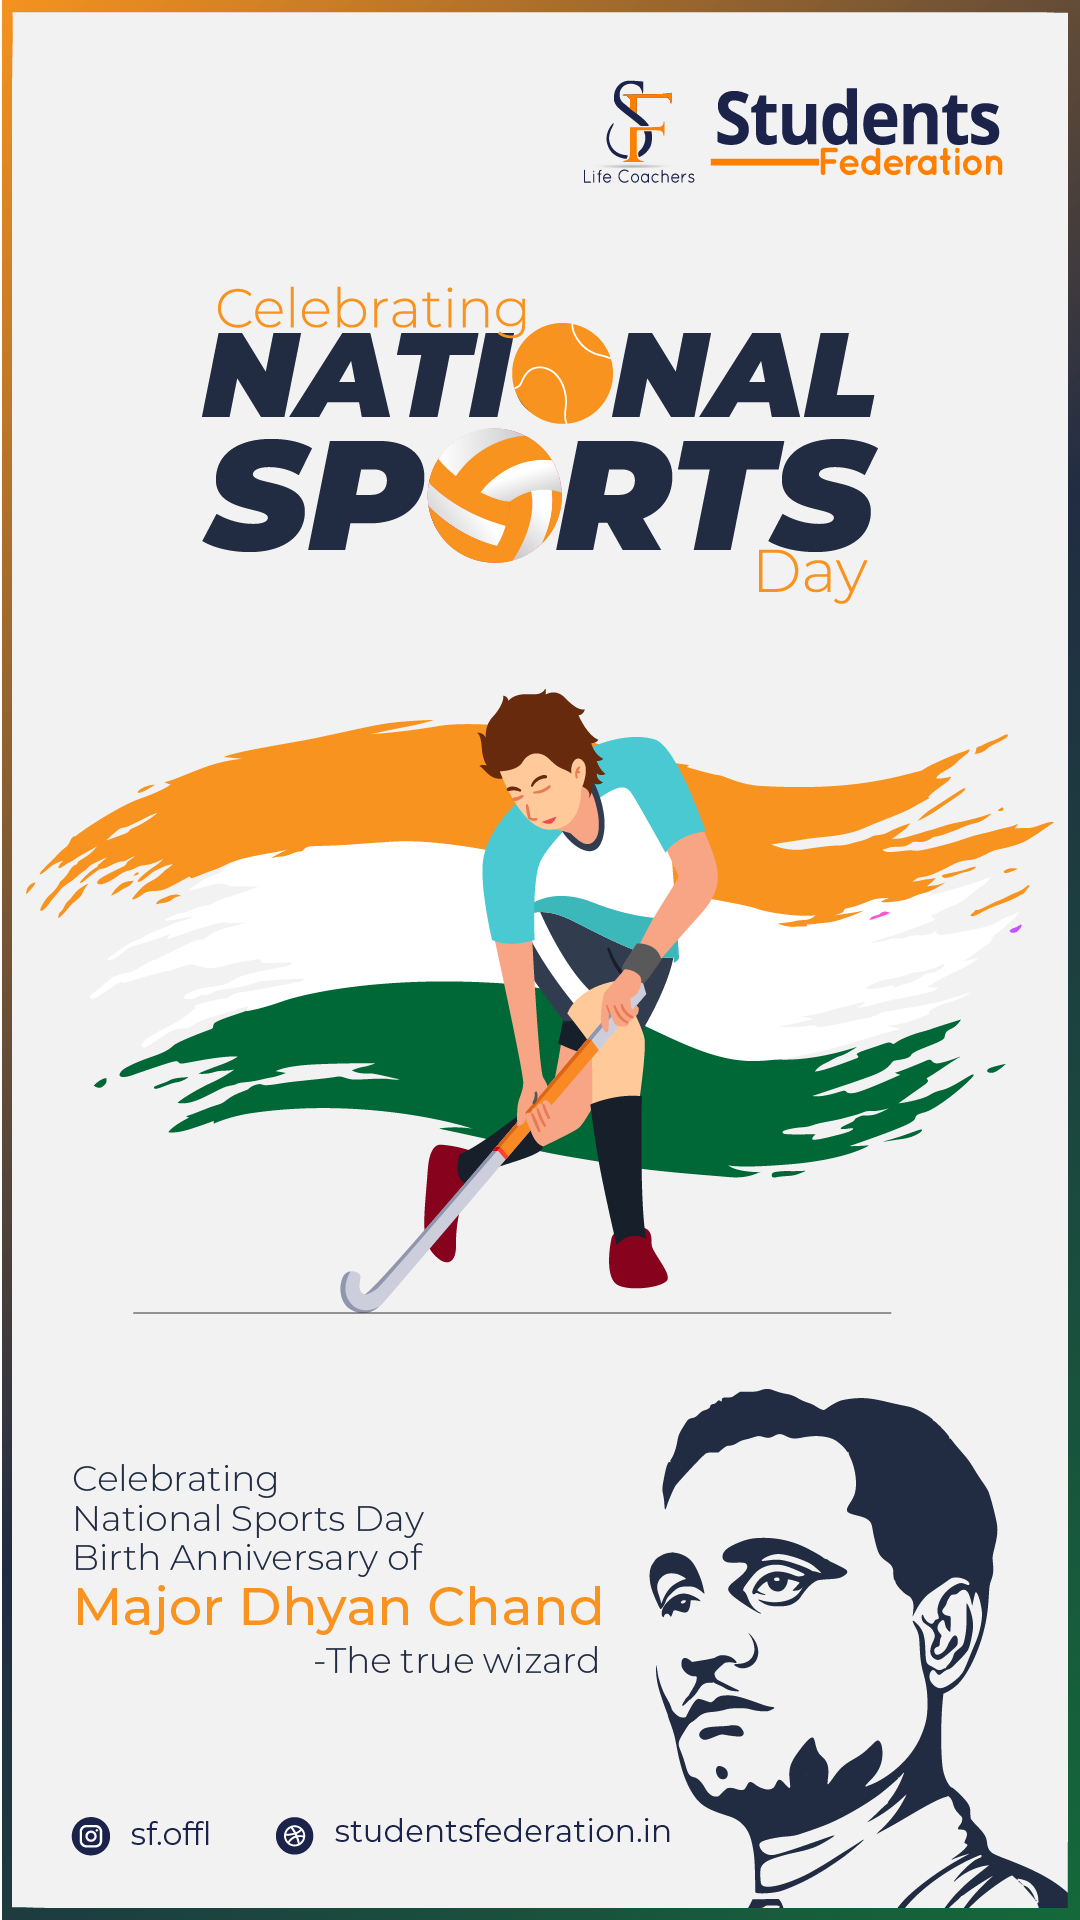 SF
Life Coachers
Students
Federation
Celebrating
NATIONAL
SPORTS
Day
Celebrating
National Sports Day
Birth Anniversary of
Major Dhyan Chand
-The true wizard
sf.offl
studentsfederation.in